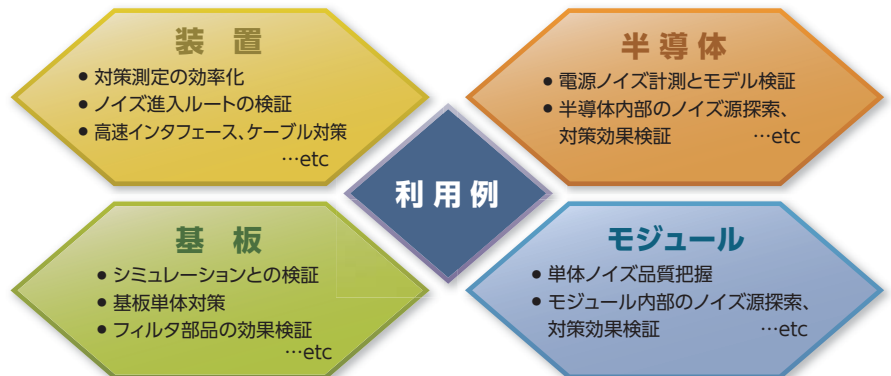 装 置
● 対策測定の効率化
● ノイズ進入ルートの検証
● 高速インタフェース、ケーブル対策
…etc
半 導 体
● 電源ノイズ計測とモデル検証
● 半導体内部のノイズ源探索、
対策効果検証 …etc
利 用 例
基 板
● シミュレーションとの検証
● 基板単体対策
● フィルタ部品の効果検証
…etc
モジュール
● 単体ノイズ品質把握
● モジュール内部のノイズ源探索、
対策効果検証 …etc